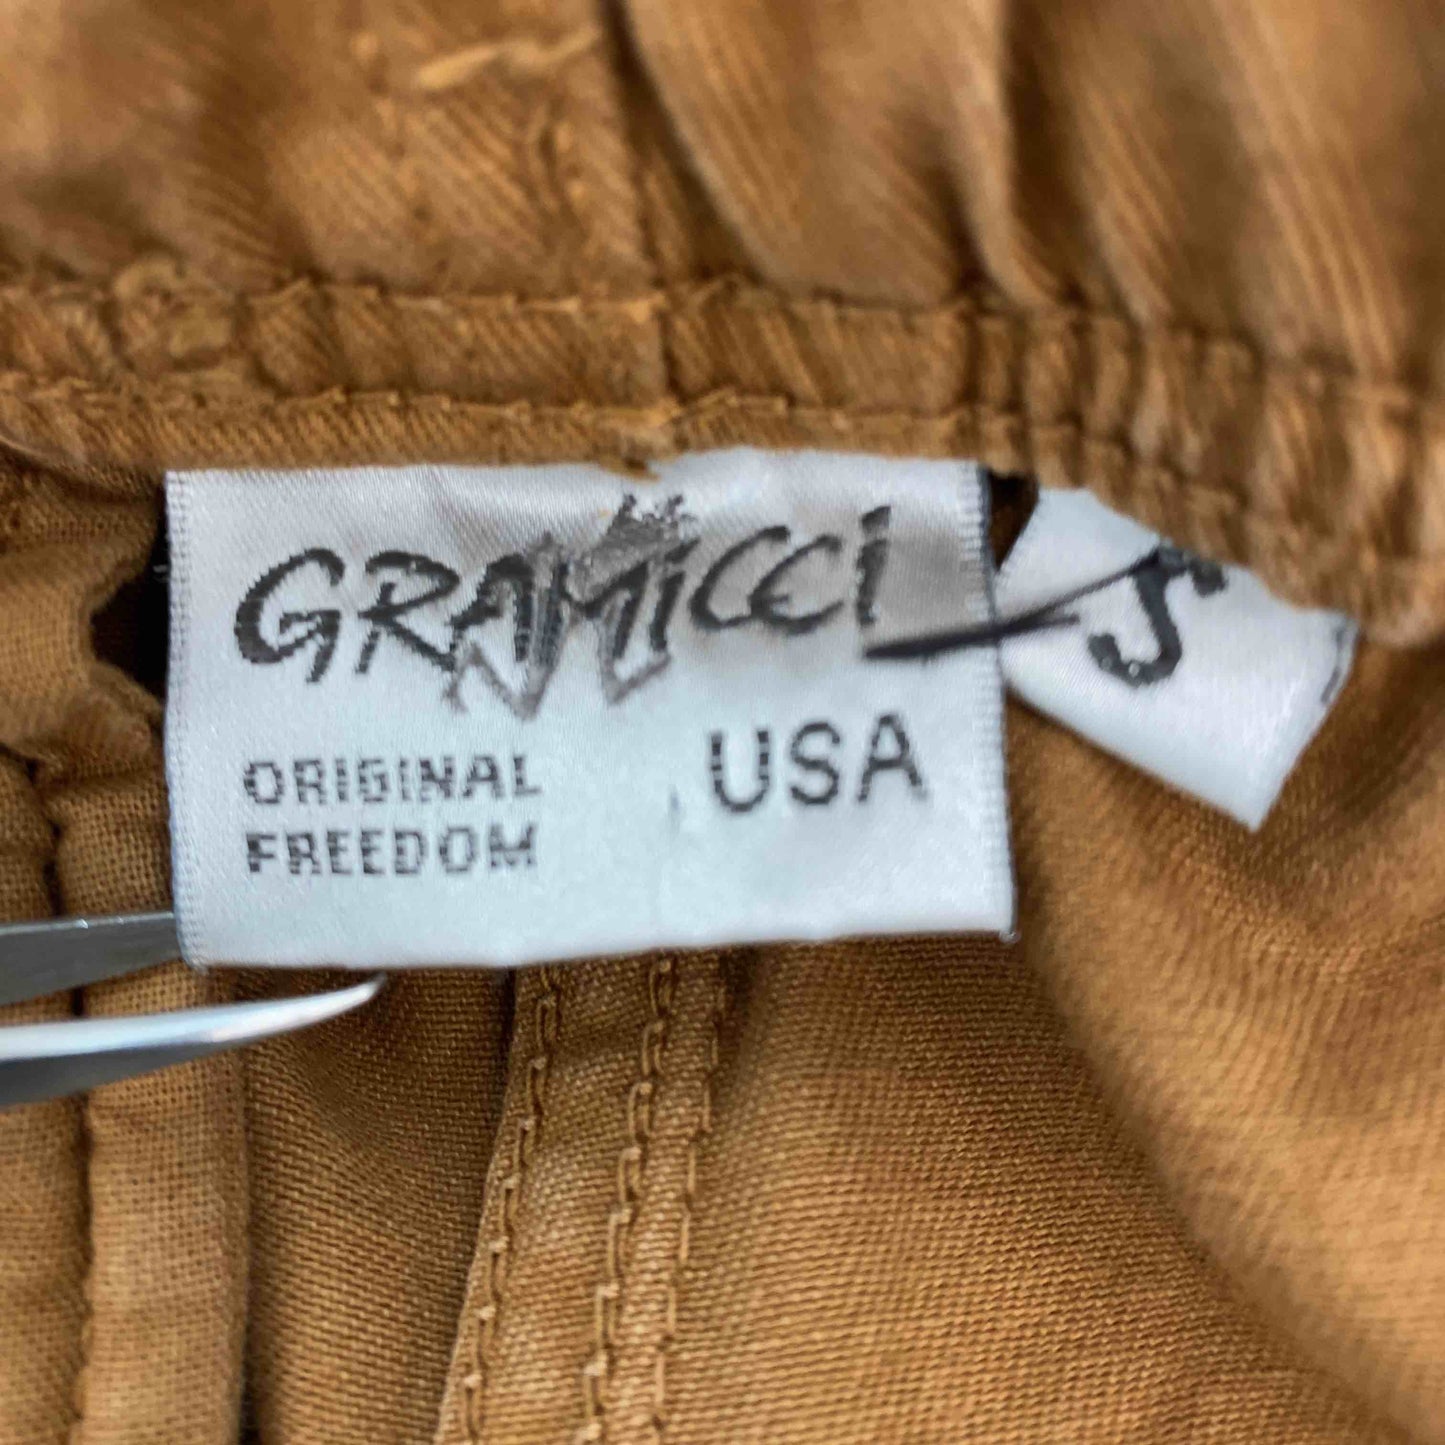 GRAMiCCi
S
ORIGINAL USA
FREEDOM